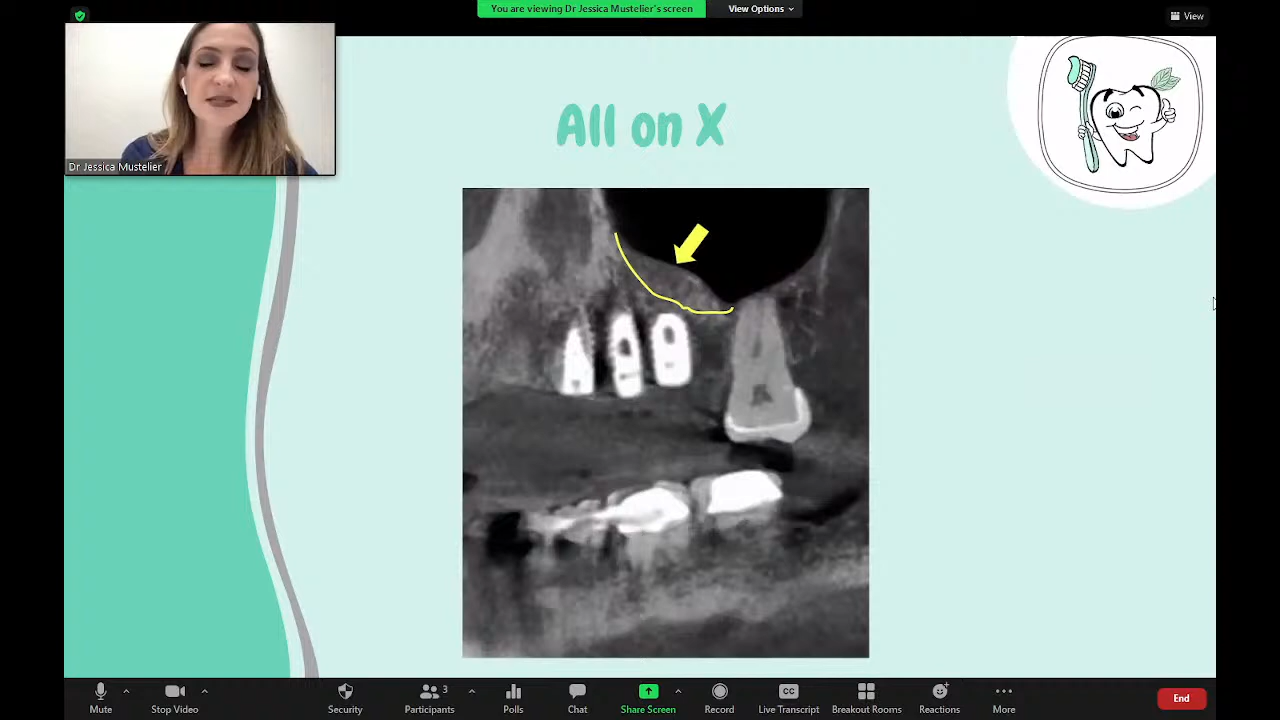 You are viewing Dr Jessica Mustelier's screen
View Options
View
Dr Jessica Mustelier
All on X
Mute
Stop Video
Security
Participants
3
Polls
Chat
Share Screen
Record
CC
Live Transcript
Breakout Rooms
Reactions
More
End